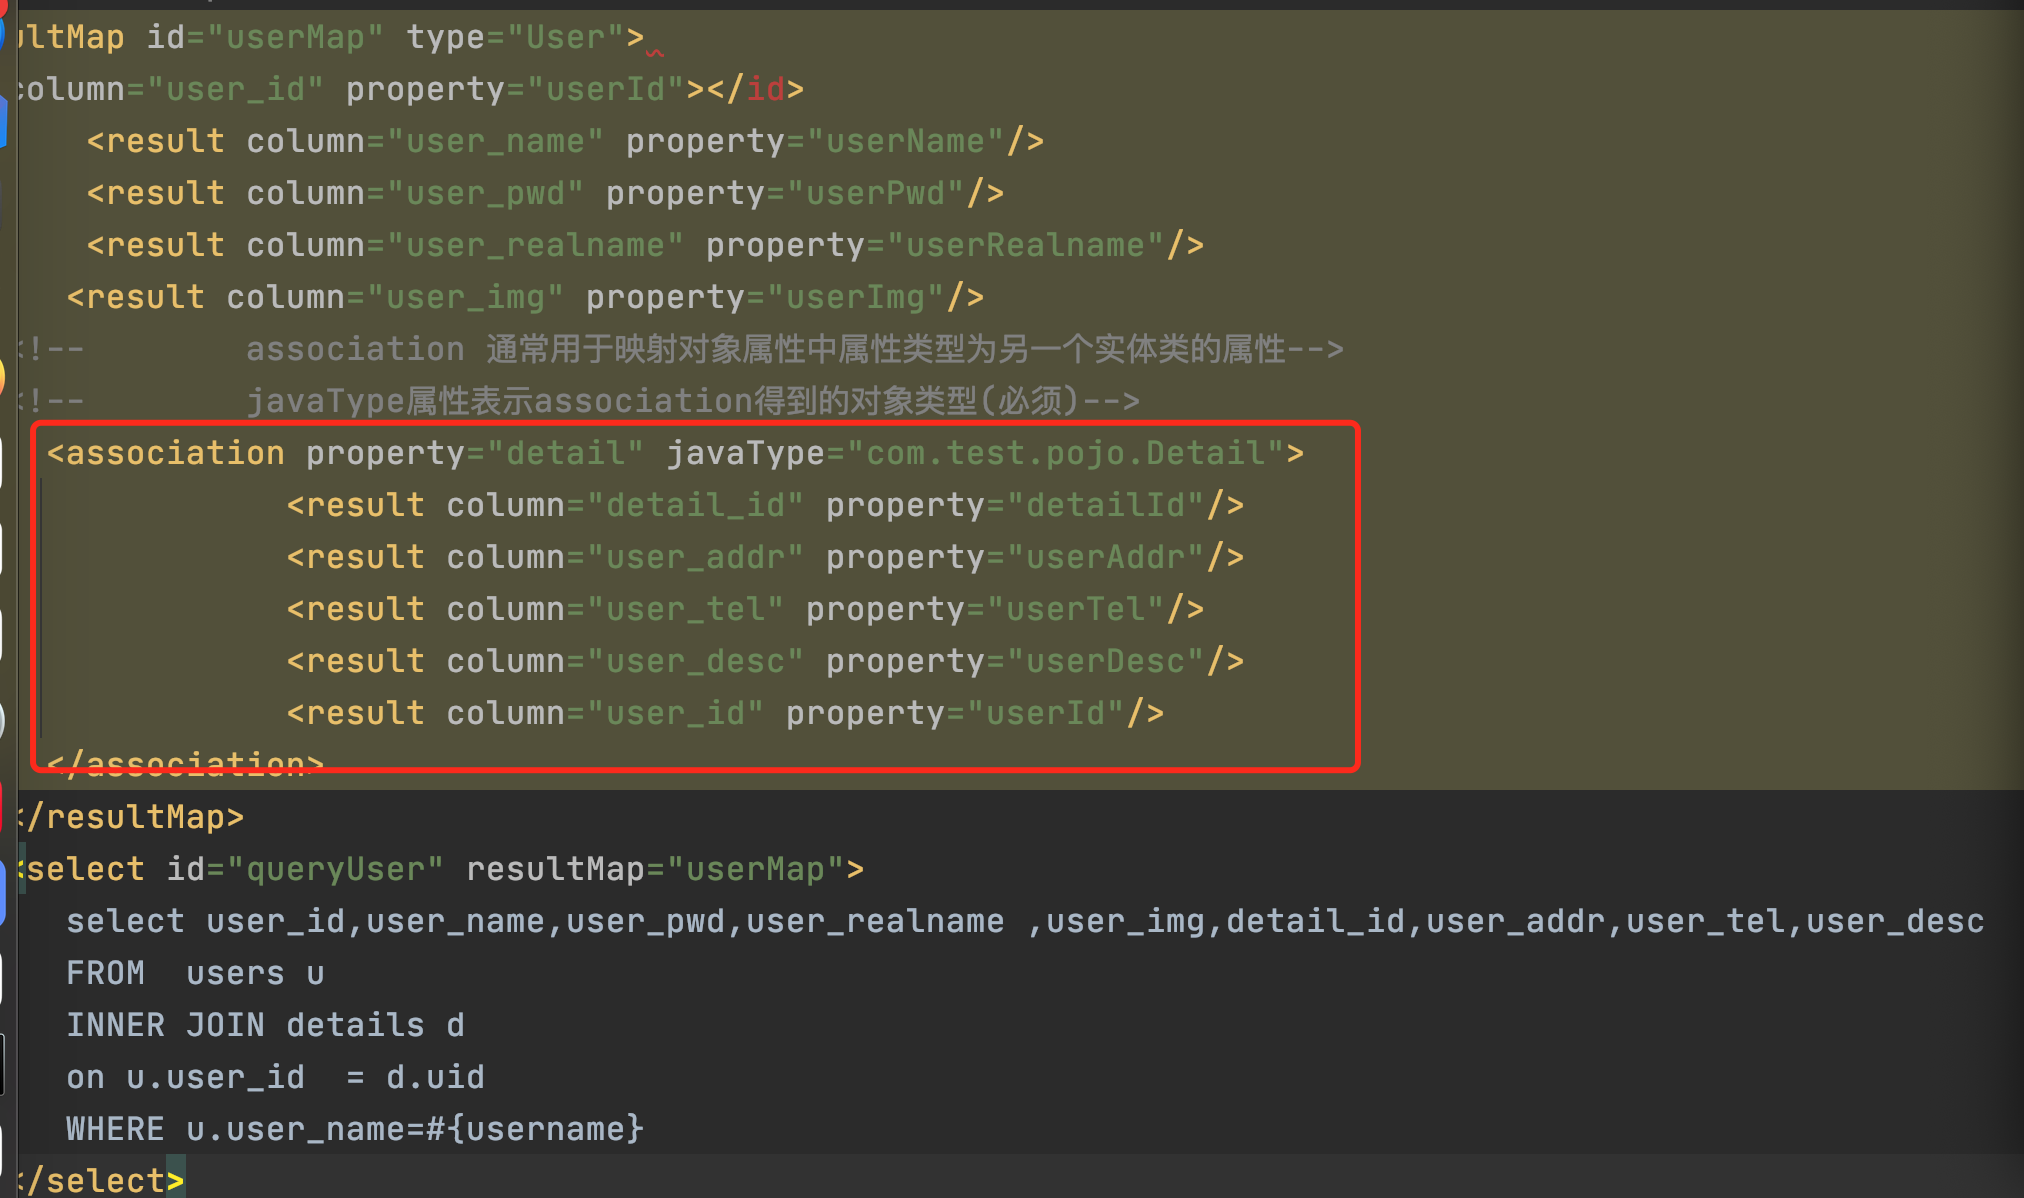 ultMap id="userMap" type="User">
column="user_id" property="userId"></id>
<result column="user_name" property="userName"/>
<result column="user_pwd" property="userPwd"/>
<result column="user_realname" property="userRealname"/>
<result column="user_img" property="userImg"/>
<!-- association 通常用于映射对象属性中属性类型为另一个实体类的属性-->
<!-- javaType属性表示association得到的对象类型(必须)-->
<association property="detail" javaType="com.test.pojo.Detail">
<result column="detail_id" property="detailId"/>
<result column="user_addr" property="userAddr"/>
<result column="user_tel" property="userTel"/>
<result column="user_desc" property="userDesc"/>
<result column="user_id" property="userId"/>
</association>
</resultMap>
<select id="queryUser" resultMap="userMap">
select user_id,user_name,user_pwd,user_realname ,user_img,detail_id,user_addr,user_tel,user_desc
FROM  users u
INNER JOIN details d
on u.user_id  = d.uid
WHERE u.user_name=#{username}
</select>